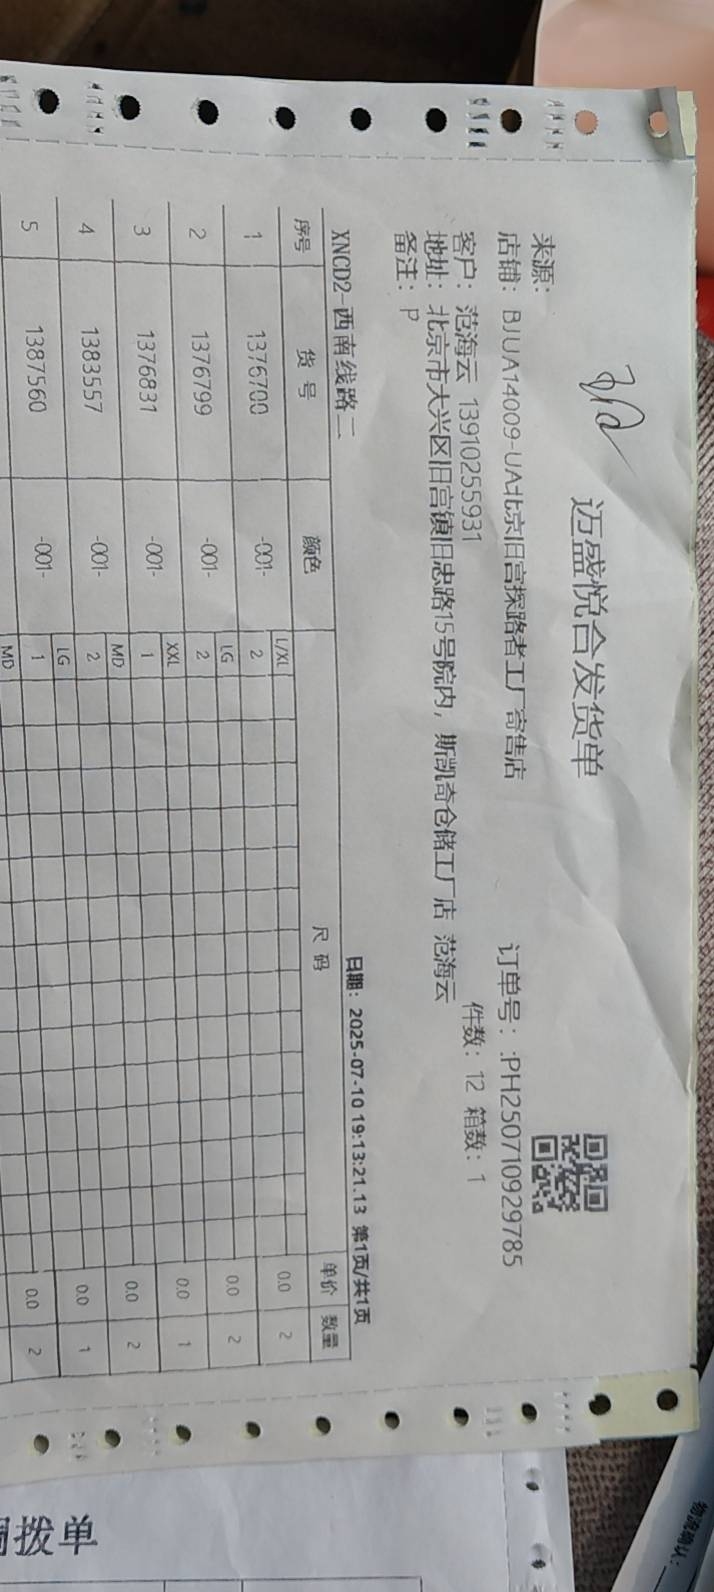 迈盛悦合发货单
来源：
店铺：BJUA14009-UA北京旧宫探路者工厂寄售店 订单号：:PH250710929785
客户：范海云 13910255931 件数：12 箱数：1
地址：北京市大兴区旧宫镇旧忠路15号院内，斯凯奇仓储工厂店 范海云
备注：P
XNCD2-西南线路二 日期：2025-07-10 19:13:21.13 第1页/共1页
序号 货号 颜色 尺码 单价 数量
L/XL
1 1376700 -001- 2 0.0 2
LG
2 1376799 -001- 2 0.0 2
XXL
3 1376831 -001- 1 0.0 1
MD
4 1383557 -001- 2 0.0 2
LG
5 1387560 -001- 1 0.0 1
MD
0.0 2
拨单
物流确认：